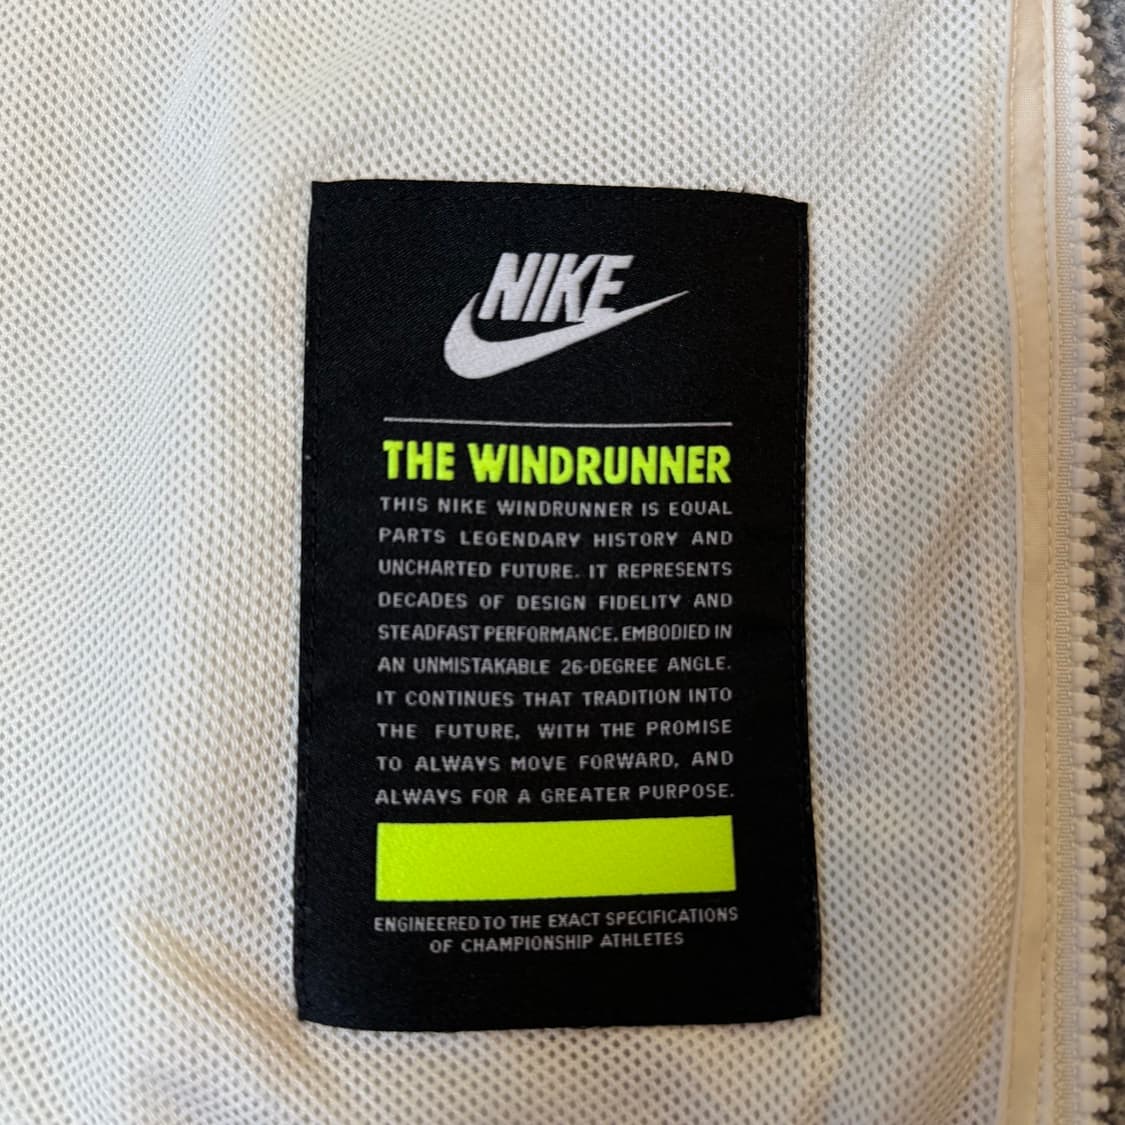 NIKE
THE WINDRUNNER
THIS NIKE WINDRUNNER IS EQUAL
PARTS LEGENDARY HISTORY AND
UNCHARTED FUTURE. IT REPRESENTS
DECADES OF DESIGN FIDELITY AND
STEADFAST PERFORMANCE. EMBODIED IN
AN UNMISTAKABLE 26-DEGREE ANGLE.
IT CONTINUES THAT TRADITION INTO
THE FUTURE, WITH THE PROMISE
TO ALWAYS MOVE FORWARD, AND
ALWAYS FOR A GREATER PURPOSE.
ENGINEERED TO THE EXACT SPECIFICATIONS
OF CHAMPIONSHIP ATHLETES